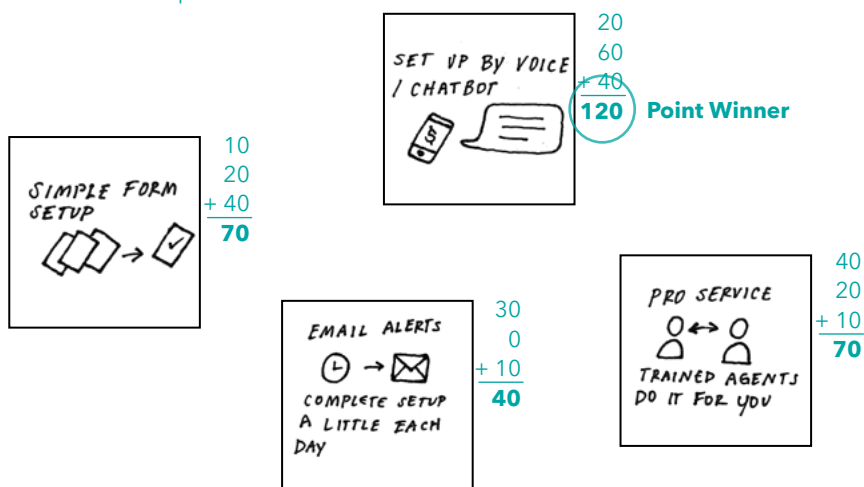 SET UP BY VOICE
/ CHATBOT
20
60
+ 40
120 Point Winner
SIMPLE FORM
SETUP
10
20
+ 40
70
EMAIL ALERTS
COMPLETE SETUP
A LITTLE EACH
DAY
30
0
+ 10
40
PRO SERVICE
TRAINED AGENTS
DO IT FOR YOU
40
20
+ 10
70